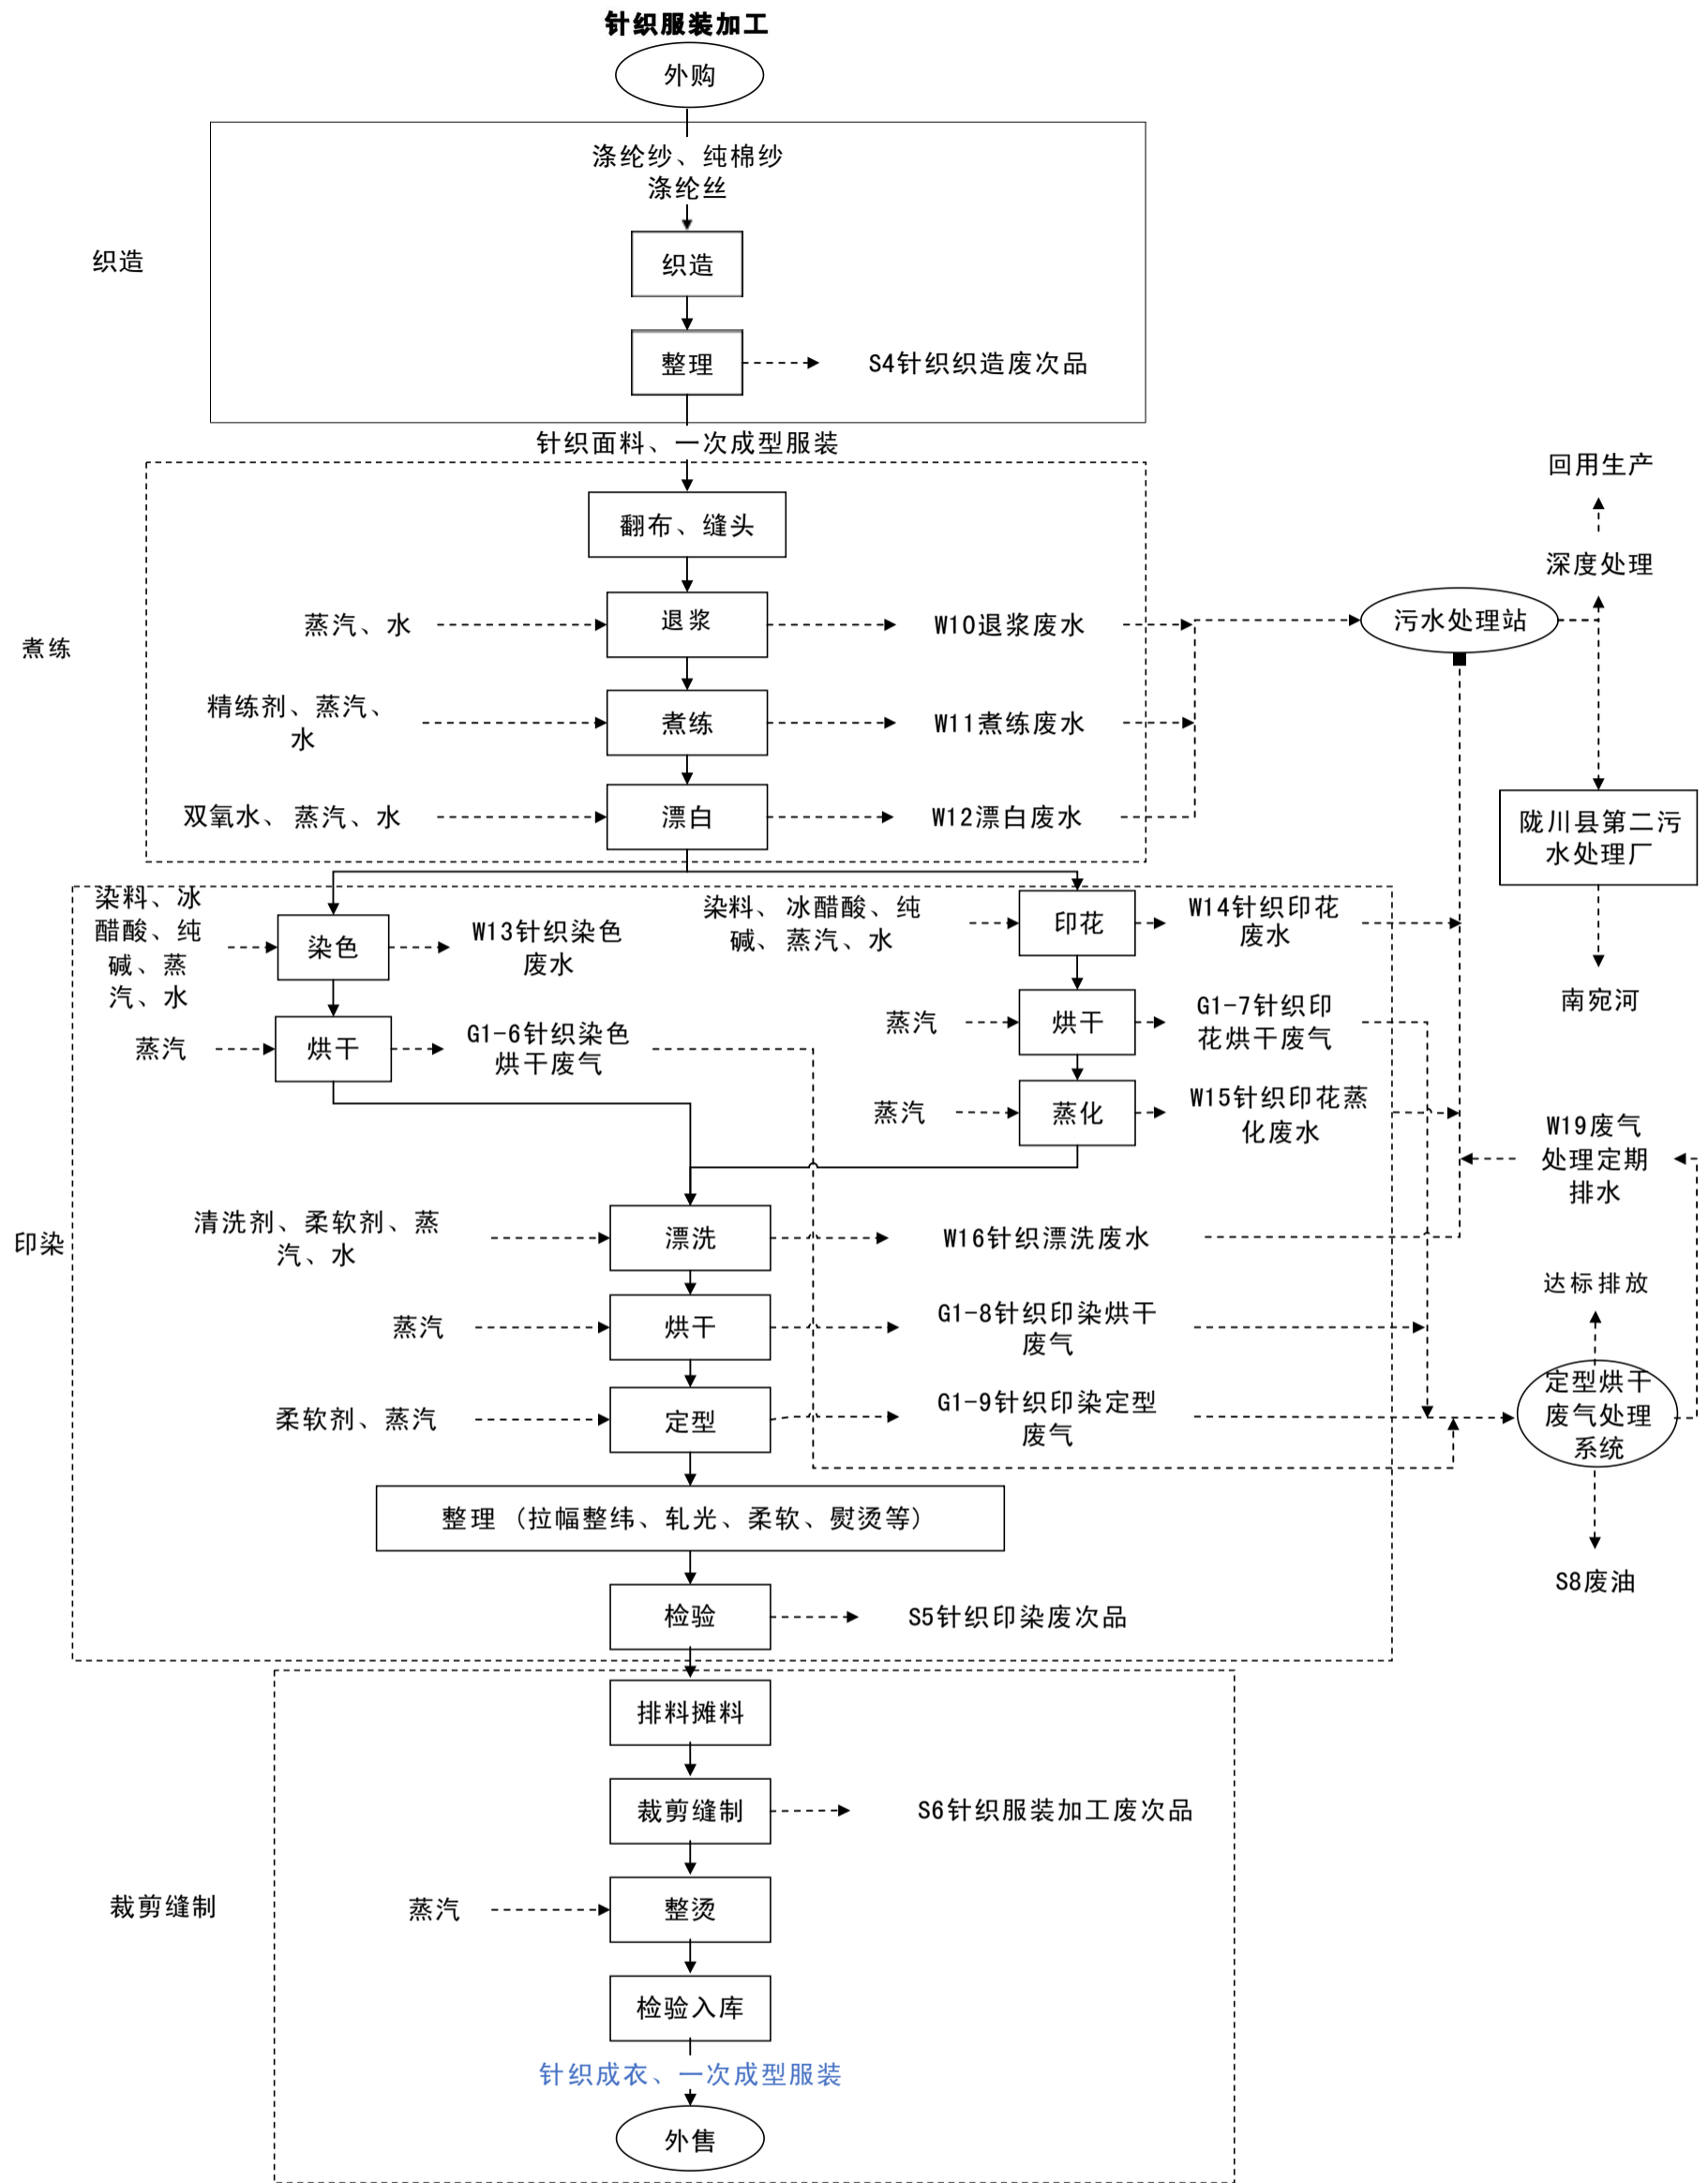 针织服装加工
外购
涤纶纱、纯棉纱
涤纶丝
织造
织造
整理
S4针织织造废次品
针织面料、一次成型服装
回用生产
翻布、缝头
深度处理
蒸汽、水
退浆
W10退浆废水
污水处理站
煮练
精练剂、蒸汽、
水
煮练
W11煮练废水
双氧水、蒸汽、水
漂白
W12漂白废水
陇川县第二污
水处理厂
染料、冰
醋酸、纯
碱、蒸
汽、水
染色
W13针织染色
废水
染料、冰醋酸、纯
碱、蒸汽、水
印花
W14针织印花
废水
南宛河
蒸汽
烘干
G1-6针织染色
烘干废气
蒸汽
烘干
G1-7针织印
花烘干废气
蒸汽
蒸化
W15针织印花蒸
化废水
W19废气
处理定期
排水
印染
清洗剂、柔软剂、蒸
汽、水
漂洗
W16针织漂洗废水
达标排放
蒸汽
烘干
G1-8针织印染烘干
废气
柔软剂、蒸汽
定型
G1-9针织印染定型
废气
定型烘干
废气处理
系统
整理（拉幅整纬、轧光、柔软、熨烫等）
S8废油
检验
S5针织印染废次品
排料摊料
裁剪缝制
S6针织服装加工废次品
裁剪缝制
蒸汽
整烫
检验入库
针织成衣、一次成型服装
外售